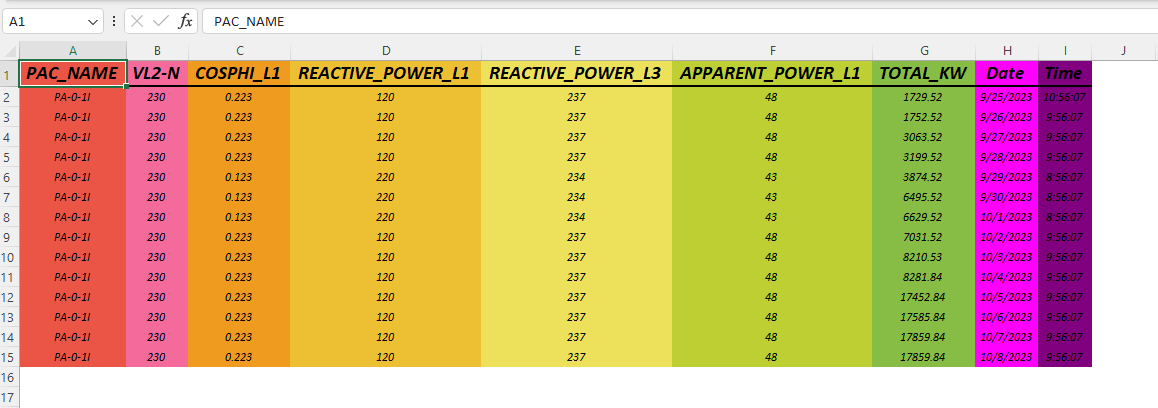 A1 fx PAC_NAME
A B C D E F G H I J
1 PAC_NAME VL2-N COSPHI_L1 REACTIVE_POWER_L1 REACTIVE_POWER_L3 APPARENT_POWER_L1 TOTAL_KW Date Time
2 PA-0-1I 230 0.223 120 237 48 1729.52 9/25/2023 10:56:07
3 PA-0-1I 230 0.223 120 237 48 1752.52 9/26/2023 9:56:07
4 PA-0-1I 230 0.223 120 237 48 3063.52 9/27/2023 9:56:07
5 PA-0-1I 230 0.223 120 237 48 3199.52 9/28/2023 9:56:07
6 PA-0-1I 230 0.123 220 234 43 3874.52 9/29/2023 8:56:07
7 PA-0-1I 230 0.123 220 234 43 6495.52 9/30/2023 8:56:07
8 PA-0-1I 230 0.123 220 234 43 6629.52 10/1/2023 8:56:07
9 PA-0-1I 230 0.223 120 237 48 7031.52 10/2/2023 9:56:07
10 PA-0-1I 230 0.223 120 237 48 8210.53 10/3/2023 9:56:07
11 PA-0-1I 230 0.223 120 237 48 8281.84 10/4/2023 9:56:07
12 PA-0-1I 230 0.223 120 237 48 17452.84 10/5/2023 9:56:07
13 PA-0-1I 230 0.223 120 237 48 17585.84 10/6/2023 9:56:07
14 PA-0-1I 230 0.223 120 237 48 17859.84 10/7/2023 9:56:07
15 PA-0-1I 230 0.223 120 237 48 17859.84 10/8/2023 9:56:07
16
17